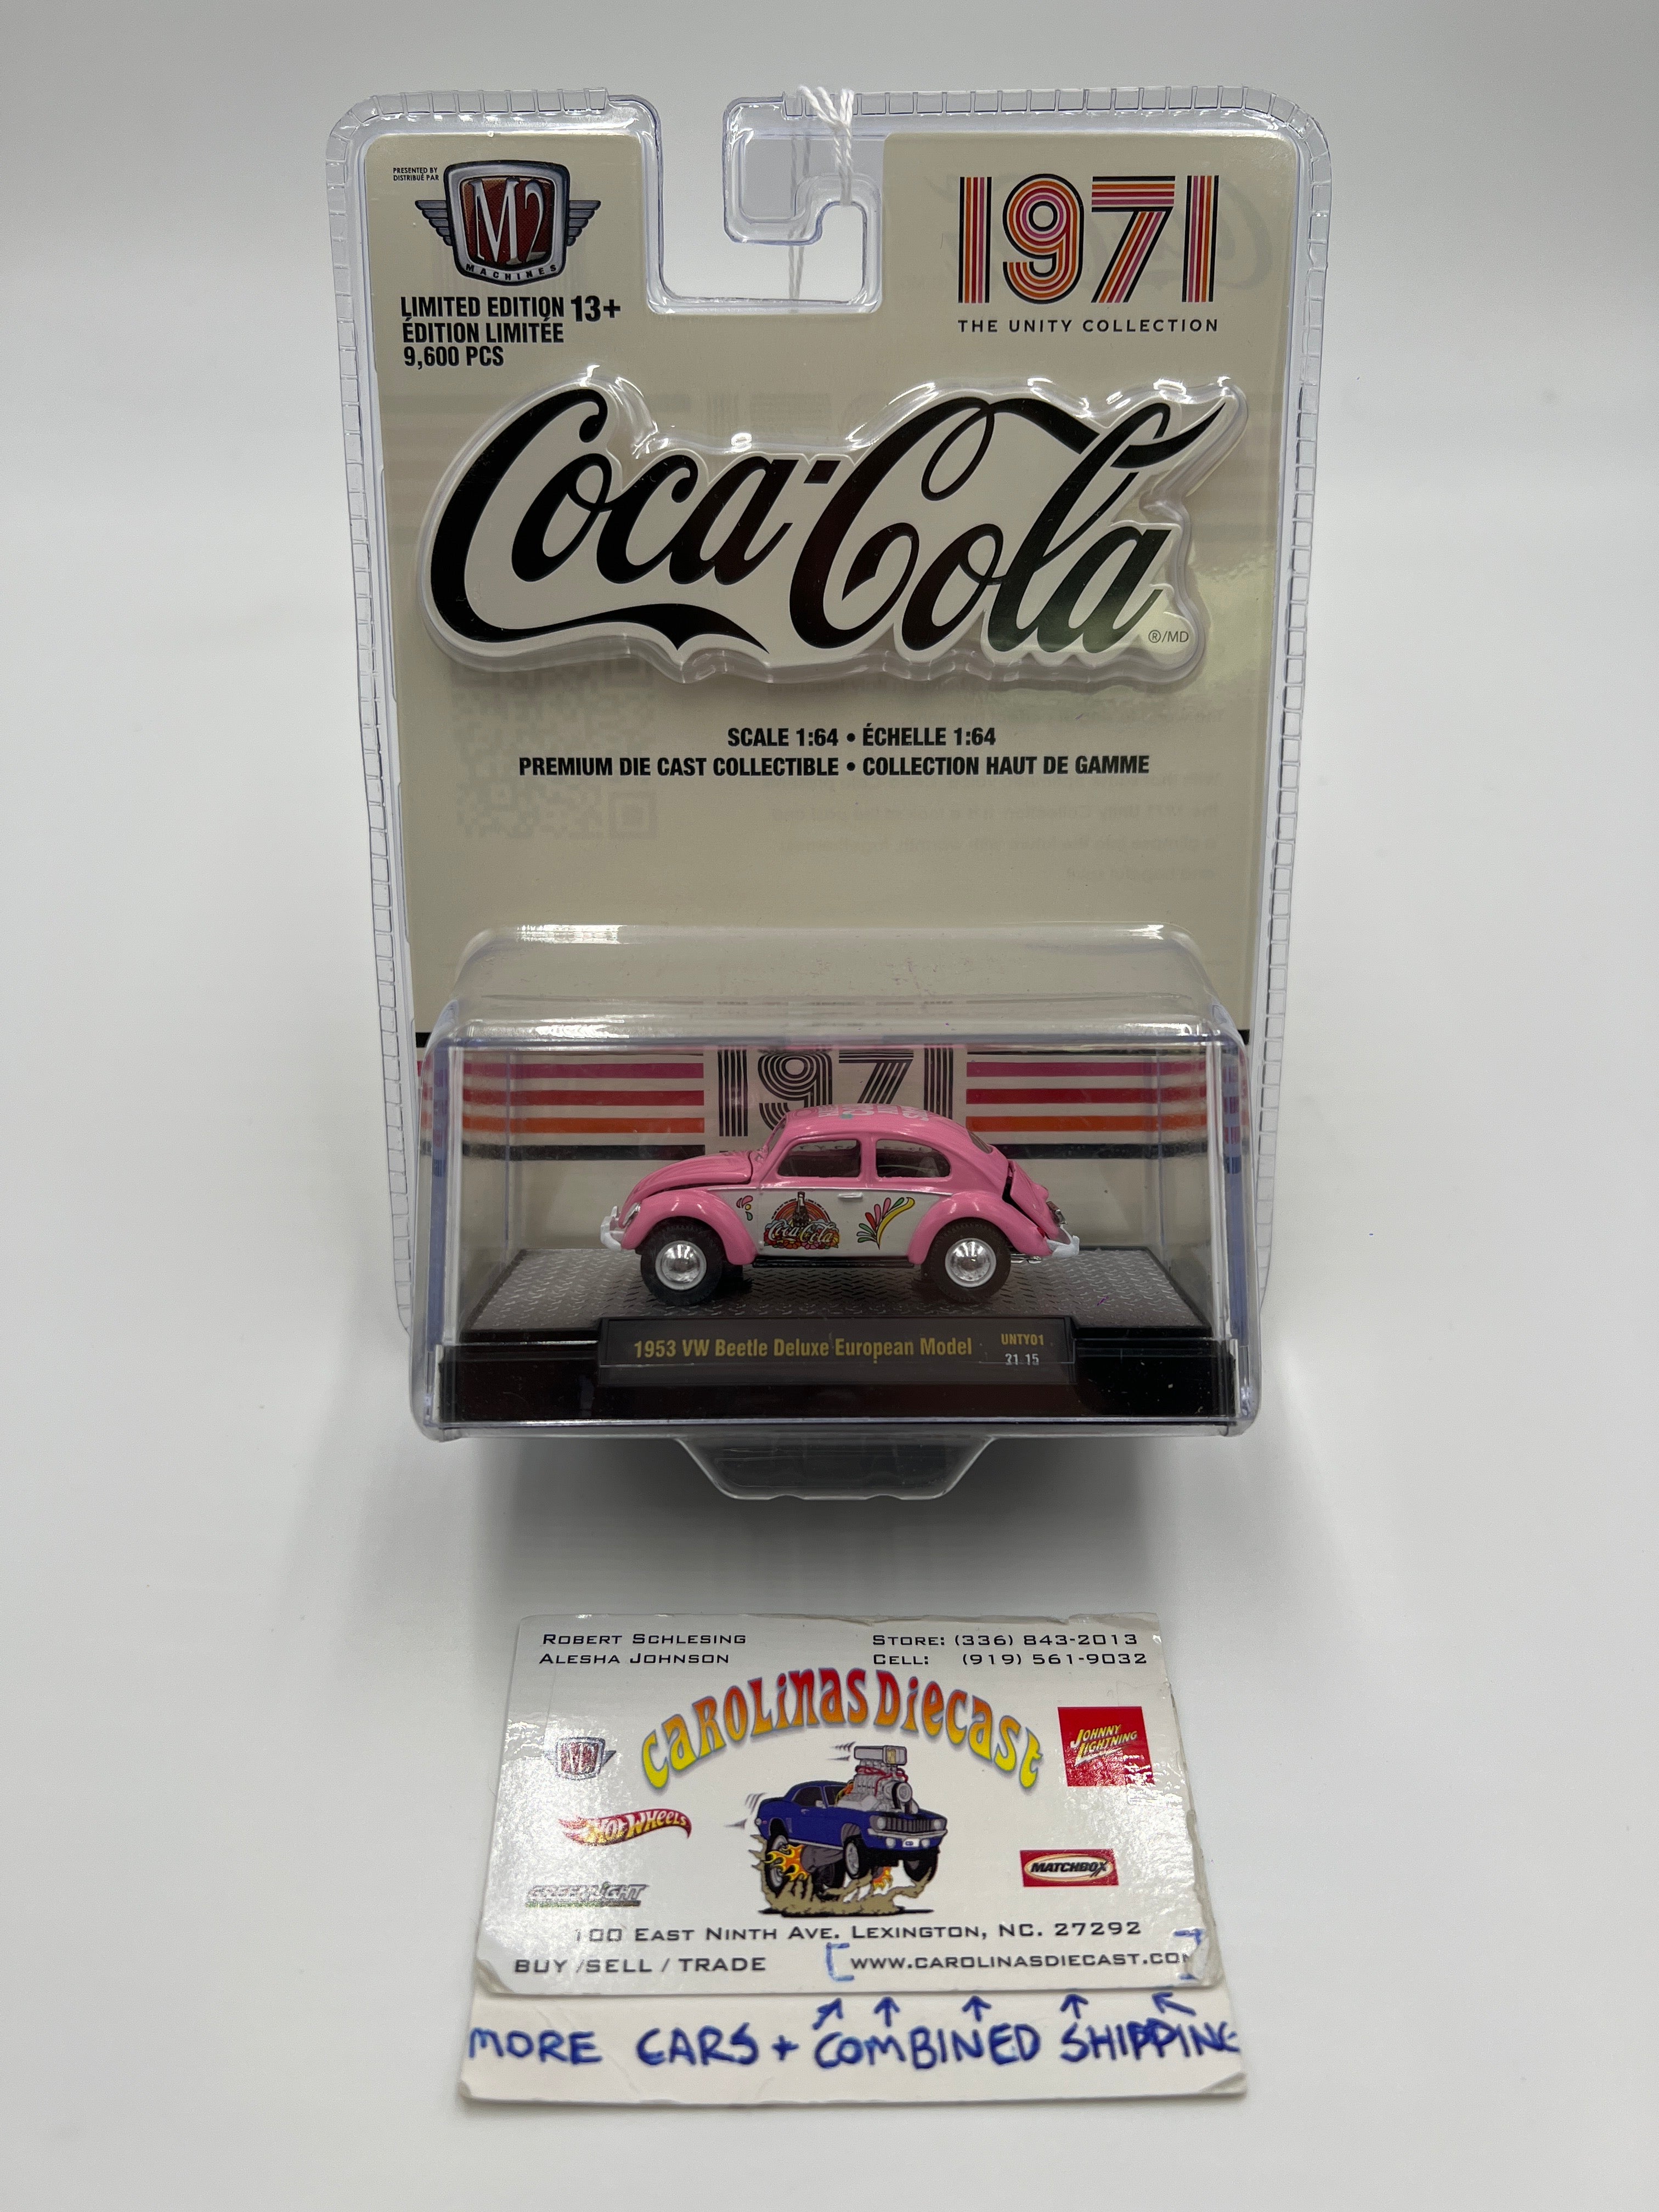 PRESENTED BY
DISTRIBUÉ PAR
M2
MACHINES
LIMITED EDITION 13+
ÉDITION LIMITÉE
9,600 PCS
1971
THE UNITY COLLECTION
Coca-Cola
®/MD
SCALE 1:64 • ÉCHELLE 1:64
PREMIUM DIE CAST COLLECTIBLE • COLLECTION HAUT DE GAMME
1971
Coca-Cola
1953 VW Beetle Deluxe European Model
UNTY01
21 15
ROBERT SCHLESING
ALESHA JOHNSON
STORE: (336) 843-2013
CELL: (919) 561-9032
CAROLINAS DIECAST
M2
JOHNNY LIGHTNING
HOT WHEELS
MATCHBOX
GREENLIGHT
100 EAST NINTH AVE. LEXINGTON, NC. 27292
BUY /SELL / TRADE [WWW.CAROLINASDIECAST.COM]
MORE CARS + COMBINED SHIPPING